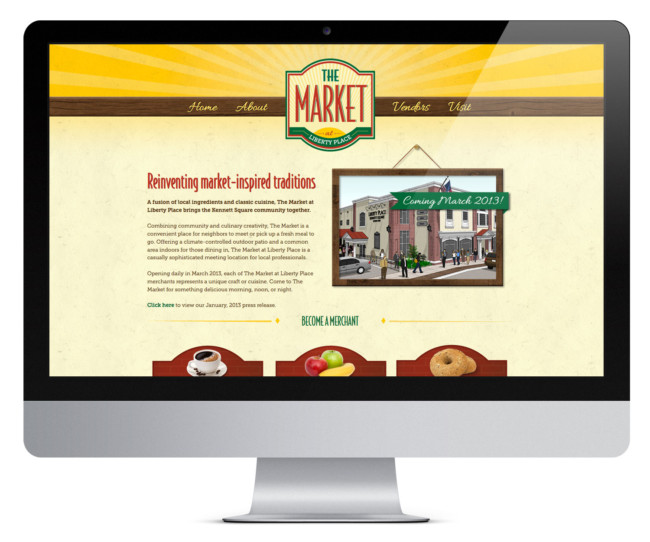 THE
MARKET
at
LIBERTY PLACE
Home About Vendors Visit
Reinventing market-inspired traditions
A fusion of local ingredients and classic cuisine, The Market at
Liberty Place brings the Kennett Square community together.
Combining community and culinary creativity, The Market is a
convenient place for neighbors to meet or pick up a fresh meal to
go. Offering a climate-controlled outdoor patio and a common
area indoors for those dining in, The Market at Liberty Place is a
casually sophisticated meeting location for local professionals.
Opening daily in March 2013, each of The Market at Liberty Place
merchants represents a unique craft or cuisine. Come to The
Market for something delicious morning, noon, or night.
Click here to view our January, 2013 press release.
Coming March 2013!
LIBERTY PLACE
BECOME A MERCHANT